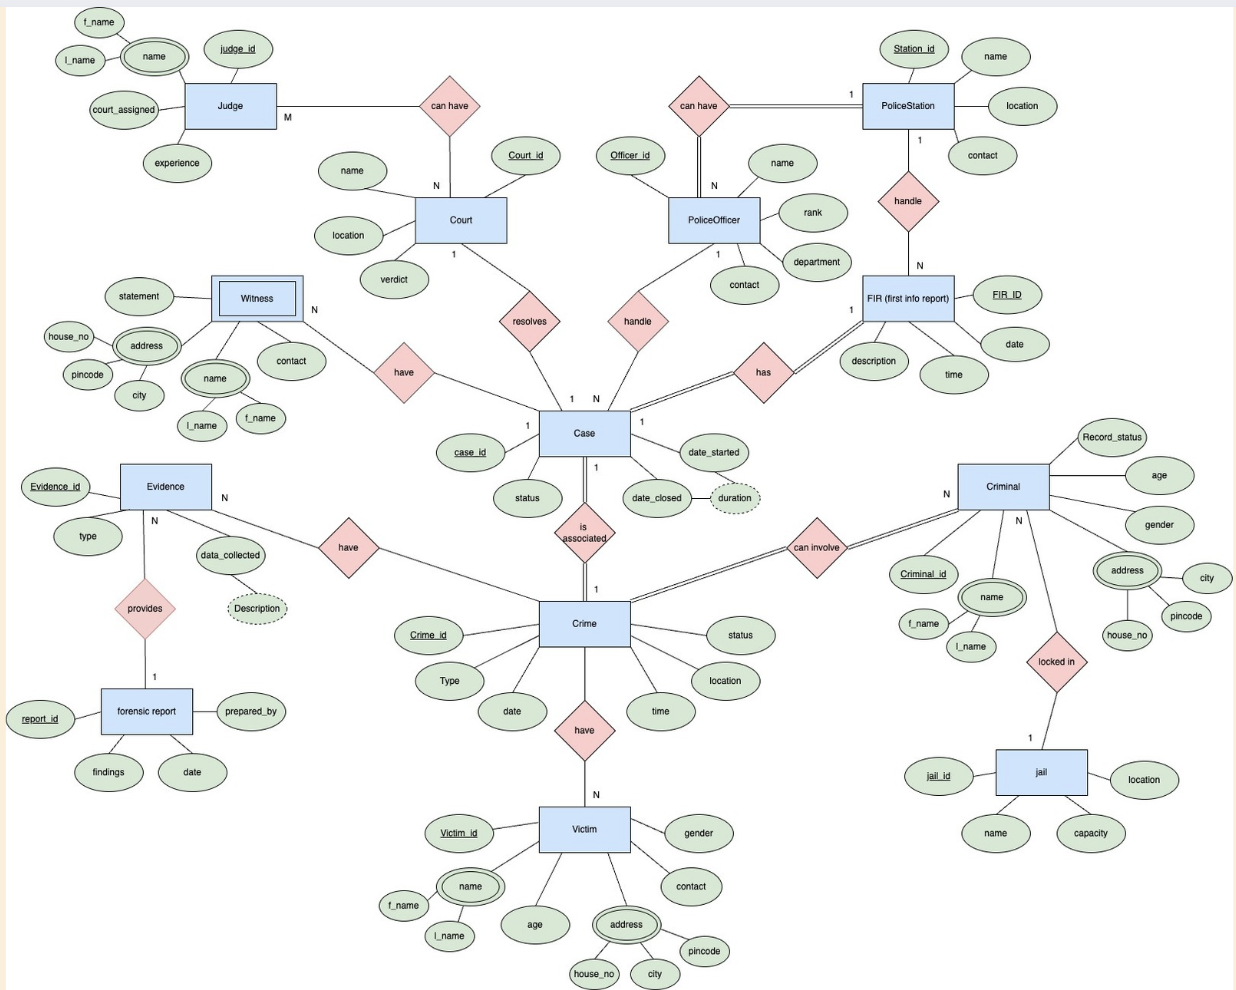 f_name
l_name
name
judge_id
Judge
court_assigned
experience
M
can have
N
name
Court_id
Court
location
verdict
1
Station_id
name
PoliceStation
location
contact
1
can have
1
Officer_id
name
N
PoliceOfficer
rank
department
contact
1
handle
N
FIR (first info report)
FIR_ID
date
time
description
1
statement
Witness
N
house_no
address
pincode
city
name
l_name
f_name
contact
have
resolves
handle
has
1
N
1
1
Case
case_id
status
date_started
date_closed
duration
1
is
associated
1
Evidence_id
Evidence
N
type
N
data_collected
Description
have
provides
1
forensic report
report_id
prepared_by
findings
date
Crime_id
Crime
status
Type
location
date
time
have
N
can involve
N
Criminal
Record_status
age
gender
N
Criminal_id
name
f_name
l_name
address
city
pincode
house_no
locked in
1
jail_id
jail
location
name
capacity
Victim_id
Victim
gender
name
f_name
l_name
age
address
contact
house_no
city
pincode